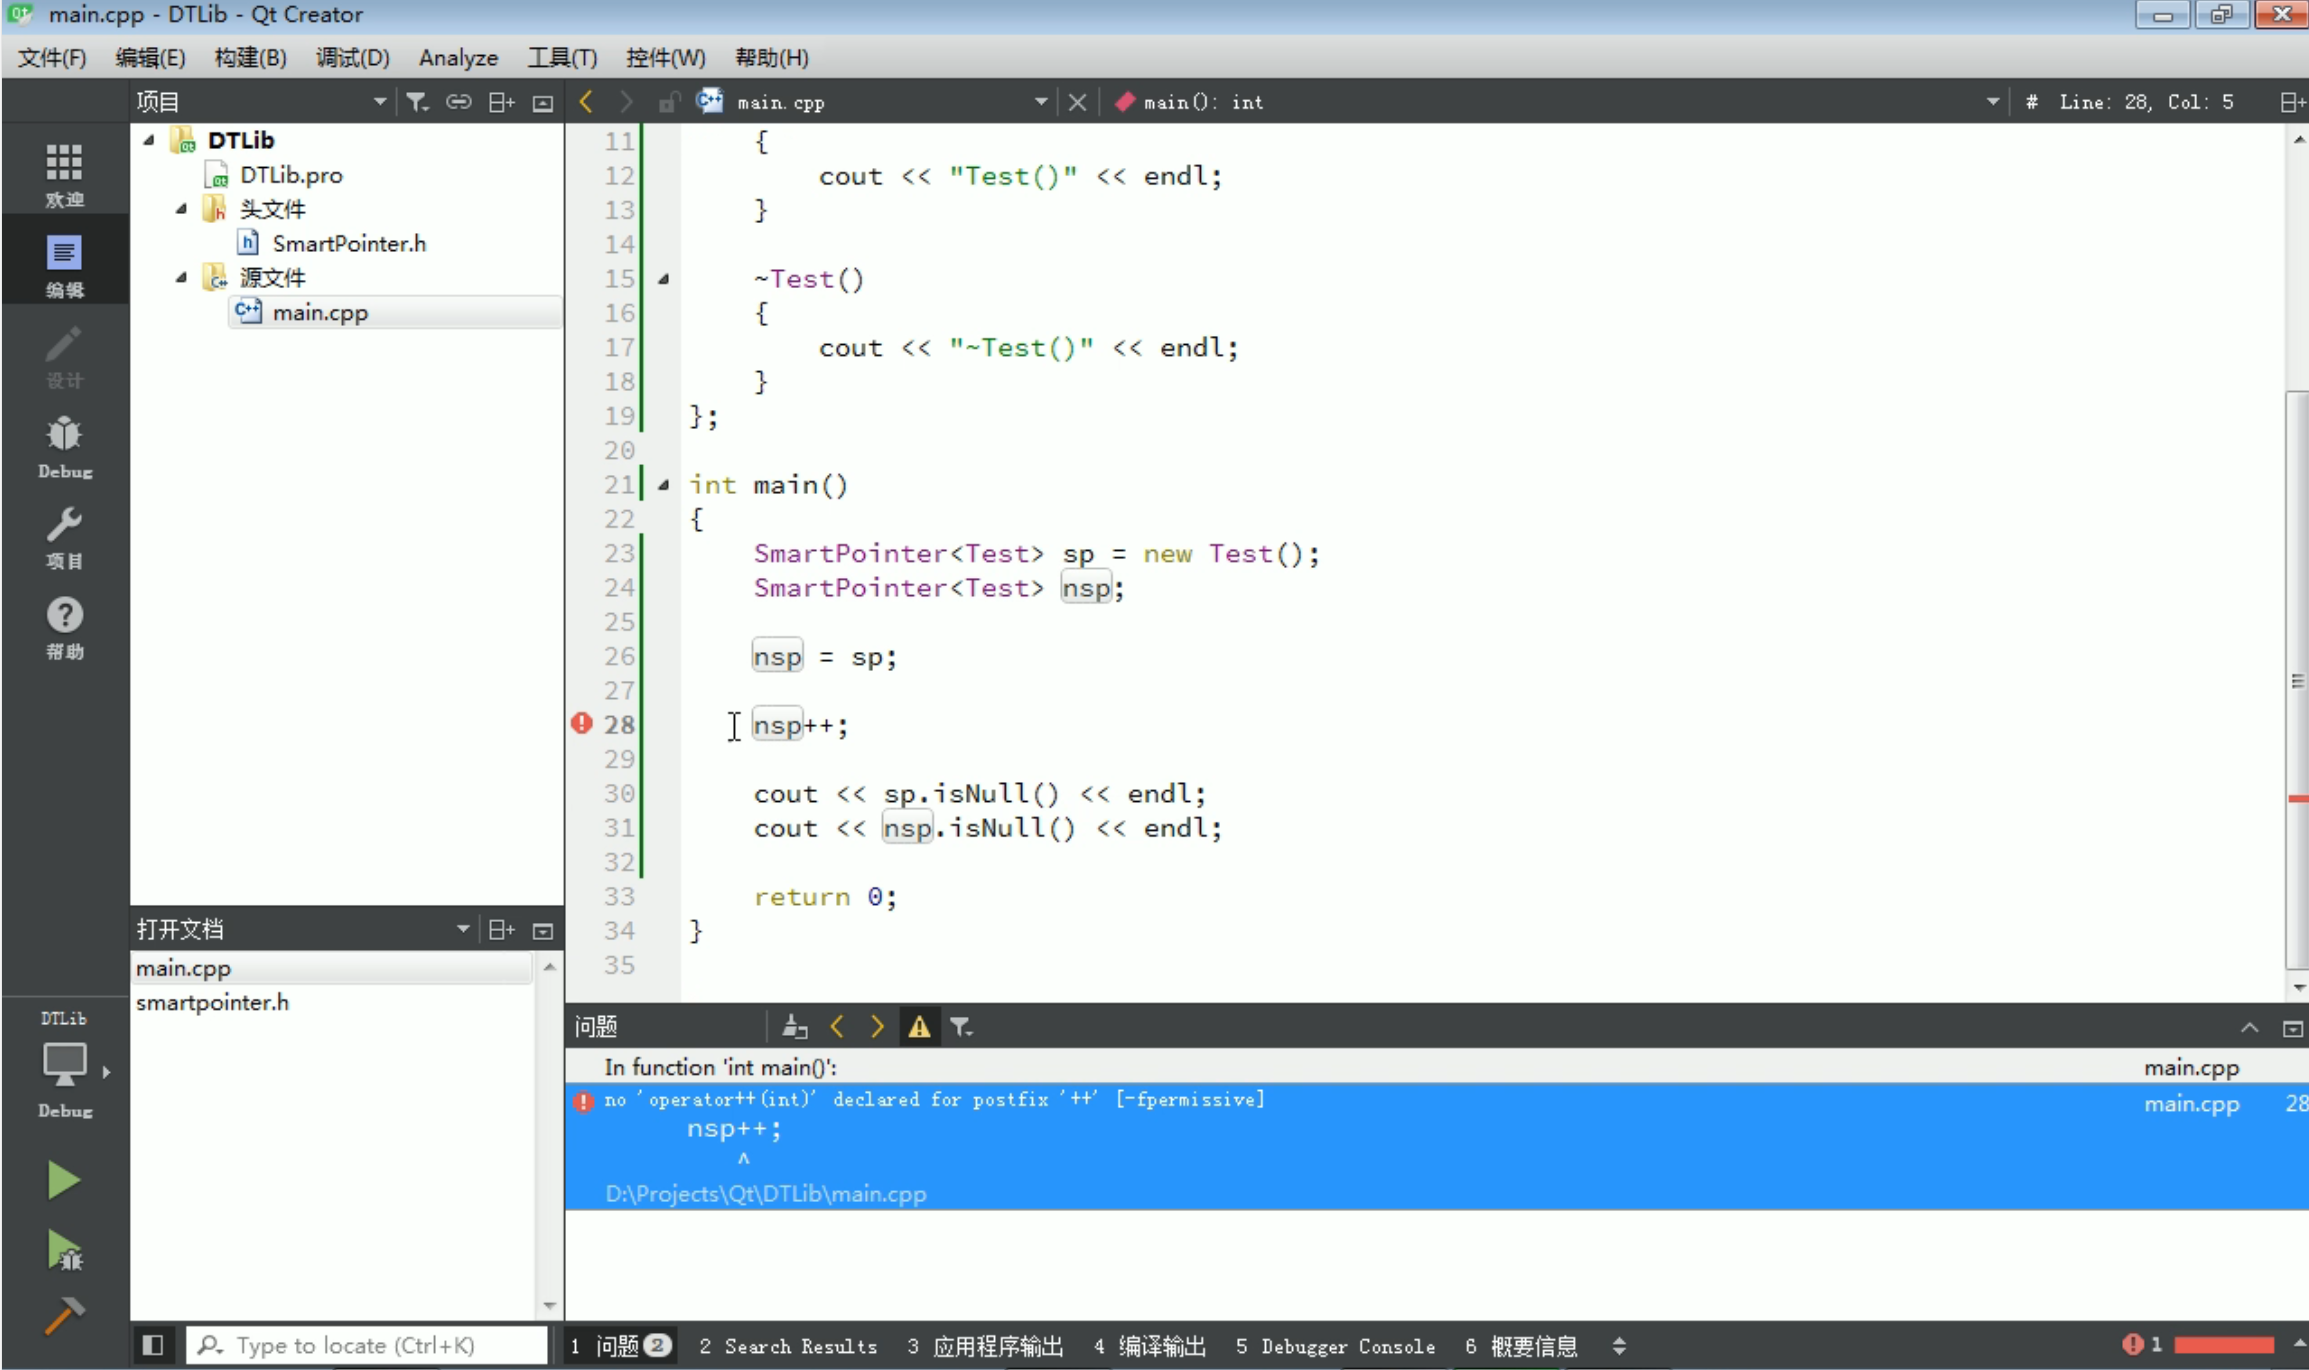 main.cpp - DTLib - Qt Creator
文件(F) 编辑(E) 构建(B) 调试(D) Analyze 工具(T) 控件(W) 帮助(H)
项目
main.cpp
main(): int
# Line: 28, Col: 5
欢迎
编辑
设计
Debug
项目
帮助
DTLib
Debug
DTLib
DTLib.pro
头文件
SmartPointer.h
源文件
main.cpp
打开文档
main.cpp
smartpointer.h
11 {
12 cout << "Test()" << endl;
13 }
14
15 ~Test()
16 {
17 cout << "~Test()" << endl;
18 }
19 };
20
21 int main()
22 {
23 SmartPointer<Test> sp = new Test();
24 SmartPointer<Test> nsp;
25
26 nsp = sp;
27
28 nsp++;
29
30 cout << sp.isNull() << endl;
31 cout << nsp.isNull() << endl;
32
33 return 0;
34 }
35
问题
In function 'int main()': main.cpp
no 'operator++(int)' declared for postfix '++' [-fpermissive] main.cpp 28
nsp++;
^
D:\Projects\Qt\DTLib\main.cpp
Type to locate (Ctrl+K)
1 问题 2 2 Search Results 3 应用程序输出 4 编译输出 5 Debugger Console 6 概要信息
1